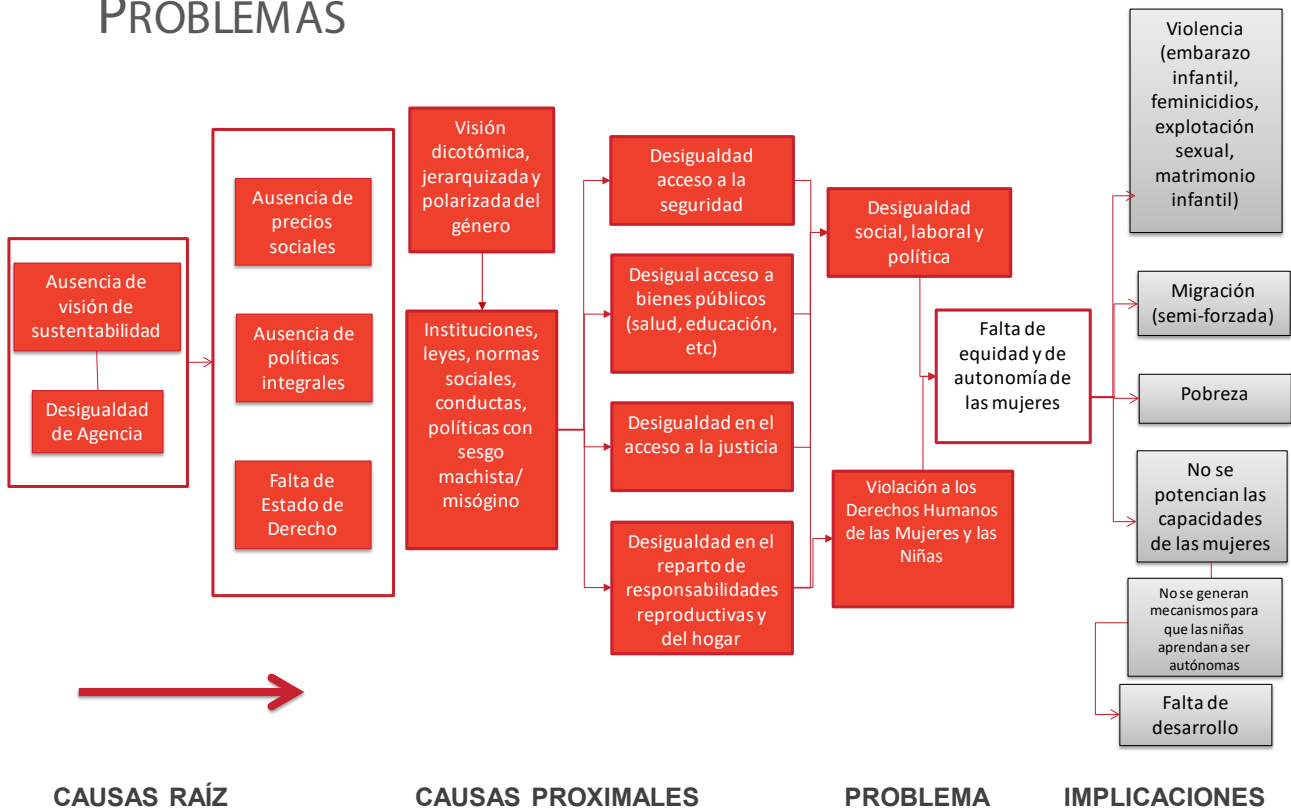 PROBLEMAS
Ausencia de
visión de
sustentabilidad
Desigualdad
de Agencia
Ausencia de
precios
sociales
Ausencia de
políticas
integrales
Falta de
Estado de
Derecho
Visión
dicotómica,
jerarquizada y
polarizada del
género
Instituciones,
leyes, normas
sociales,
conductas,
políticas con
sesgo
machista/
misógino
Desigualdad
acceso a la
seguridad
Desigual acceso a
bienes públicos
(salud, educación,
etc)
Desigualdad en el
acceso a la justicia
Desigualdad en el
reparto de
responsabilidades
reproductivas y
del hogar
Desigualdad
social, laboral y
política
Violación a los
Derechos Humanos
de las Mujeres y las
Niñas
Falta de
equidad y de
autonomía de
las mujeres
Violencia
(embarazo
infantil,
feminicidios,
explotación
sexual,
matrimonio
infantil)
Migración
(semi-forzada)
Pobreza
No se
potencian las
capacidades
de las mujeres
No se generan
mecanismos para
que las niñas
aprendan a ser
autónomas
Falta de
desarrollo
CAUSAS RAÍZ
CAUSAS PROXIMALES
PROBLEMA
IMPLICACIONES